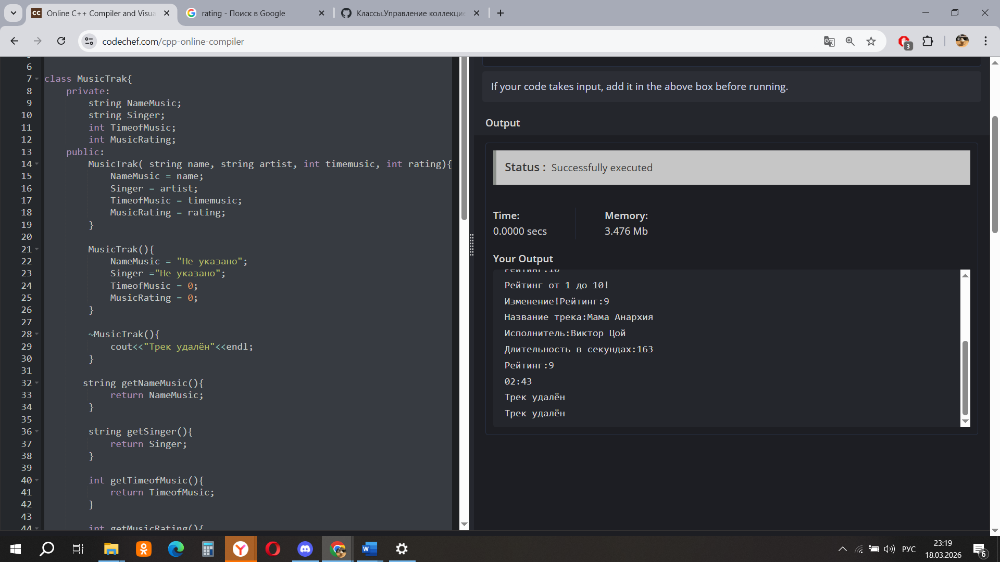 Online C++ Compiler and Visua
rating - Поиск в Google
Классы.Управление коллекцие
codechef.com/cpp-online-compiler
3
6
7 class MusicTrak{
8 private:
9 string NameMusic;
10 string Singer;
11 int TimeofMusic;
12 int MusicRating;
13 public:
14 MusicTrak( string name, string artist, int timemusic, int rating){
15 NameMusic = name;
16 Singer = artist;
17 TimeofMusic = timemusic;
18 MusicRating = rating;
19 }
20
21 MusicTrak(){
22 NameMusic = "Не указано";
23 Singer ="Не указано";
24 TimeofMusic = 0;
25 MusicRating = 0;
26 }
27
28 ~MusicTrak(){
29 cout<<"Трек удалён"<<endl;
30 }
31
32 string getNameMusic(){
33 return NameMusic;
34 }
35
36 string getSinger(){
37 return Singer;
38 }
39
40 int getTimeofMusic(){
41 return TimeofMusic;
42 }
43
44 int getMusicRating(){
If your code takes input, add it in the above box before running.
Output
Status : Successfully executed
Time:
0.0000 secs
Memory:
3.476 Mb
Your Output
Рейтинг:10
Рейтинг от 1 до 10!
Изменение!Рейтинг:9
Название трека:Мама Анархия
Исполнитель:Виктор Цой
Длительность в секундах:163
Рейтинг:9
02:43
Трек удалён
Трек удалён
РУС
23:19
18.03.2026
6